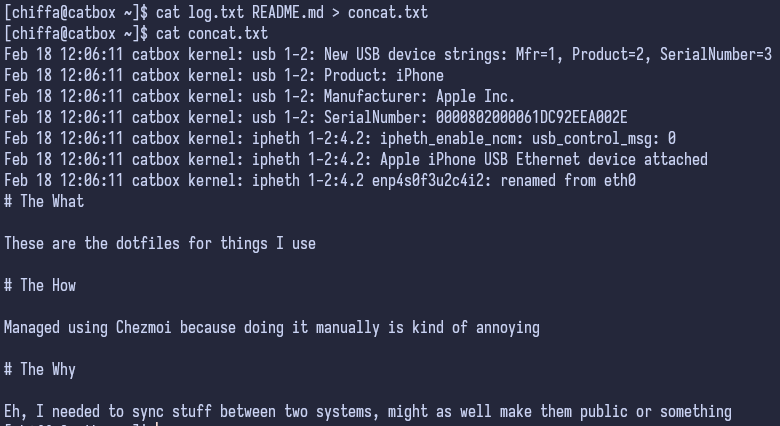 [chiffa@catbox ~]$ cat log.txt README.md > concat.txt
[chiffa@catbox ~]$ cat concat.txt
Feb 18 12:06:11 catbox kernel: usb 1-2: New USB device strings: Mfr=1, Product=2, SerialNumber=3
Feb 18 12:06:11 catbox kernel: usb 1-2: Product: iPhone
Feb 18 12:06:11 catbox kernel: usb 1-2: Manufacturer: Apple Inc.
Feb 18 12:06:11 catbox kernel: usb 1-2: SerialNumber: 0000802000061DC92EEA002E
Feb 18 12:06:11 catbox kernel: ipheth 1-2:4.2: ipheth_enable_ncm: usb_control_msg: 0
Feb 18 12:06:11 catbox kernel: ipheth 1-2:4.2: Apple iPhone USB Ethernet device attached
Feb 18 12:06:11 catbox kernel: ipheth 1-2:4.2 enp4s0f3u2c4i2: renamed from eth0
# The What
These are the dotfiles for things I use
# The How
Managed using Chezmoi because doing it manually is kind of annoying
# The Why
Eh, I needed to sync stuff between two systems, might as well make them public or something